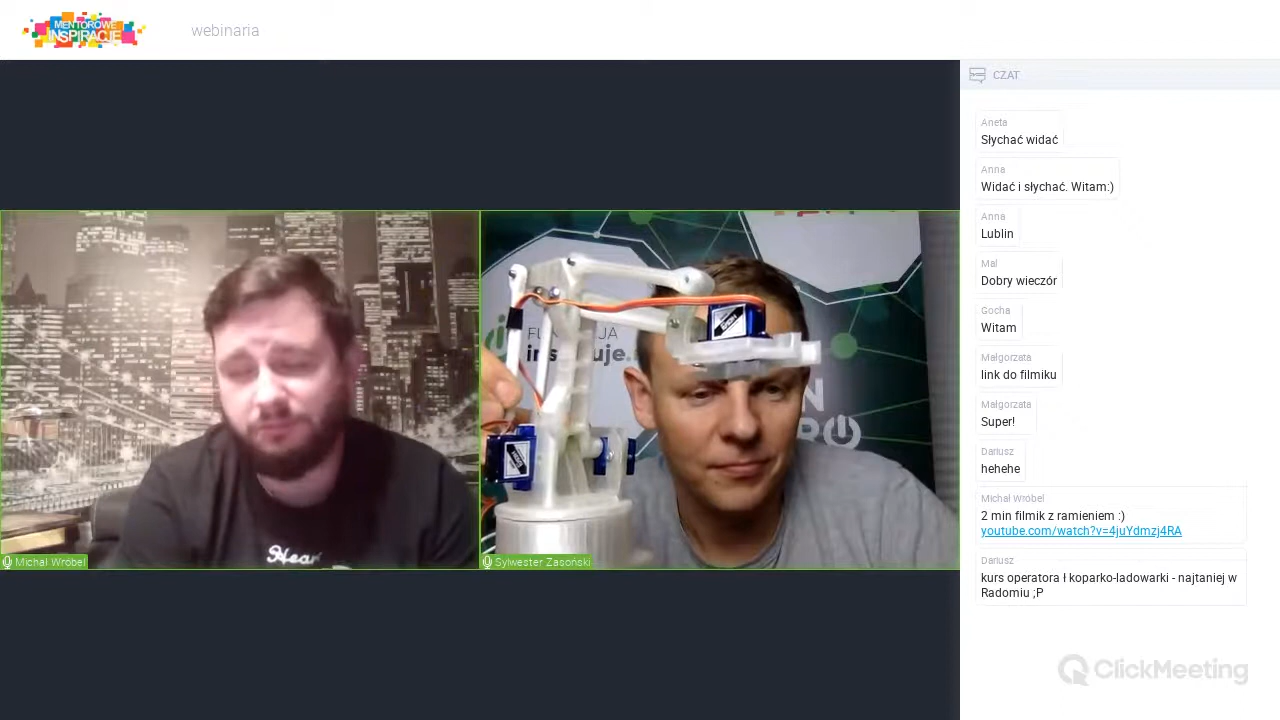 MENTOROWE
INSPIRACJE
webinaria
CZAT
Aneta
Słychać widać
Anna
Widać i słychać. Witam:)
Anna
Lublin
Mal
Dobry wieczór
Gocha
Witam
Małgorzata
link do filmiku
Małgorzata
Super!
Dariusz
hehehe
Michał Wróbel
2 min filmik z ramieniem :)
youtube.com/watch?v=4juYdmzj4RA
Dariusz
kurs operatora ł koparko-ladowarki - najtaniej w
Radomiu ;P
Hear
Michał Wróbel
Sylwester Zasoński
ClickMeeting